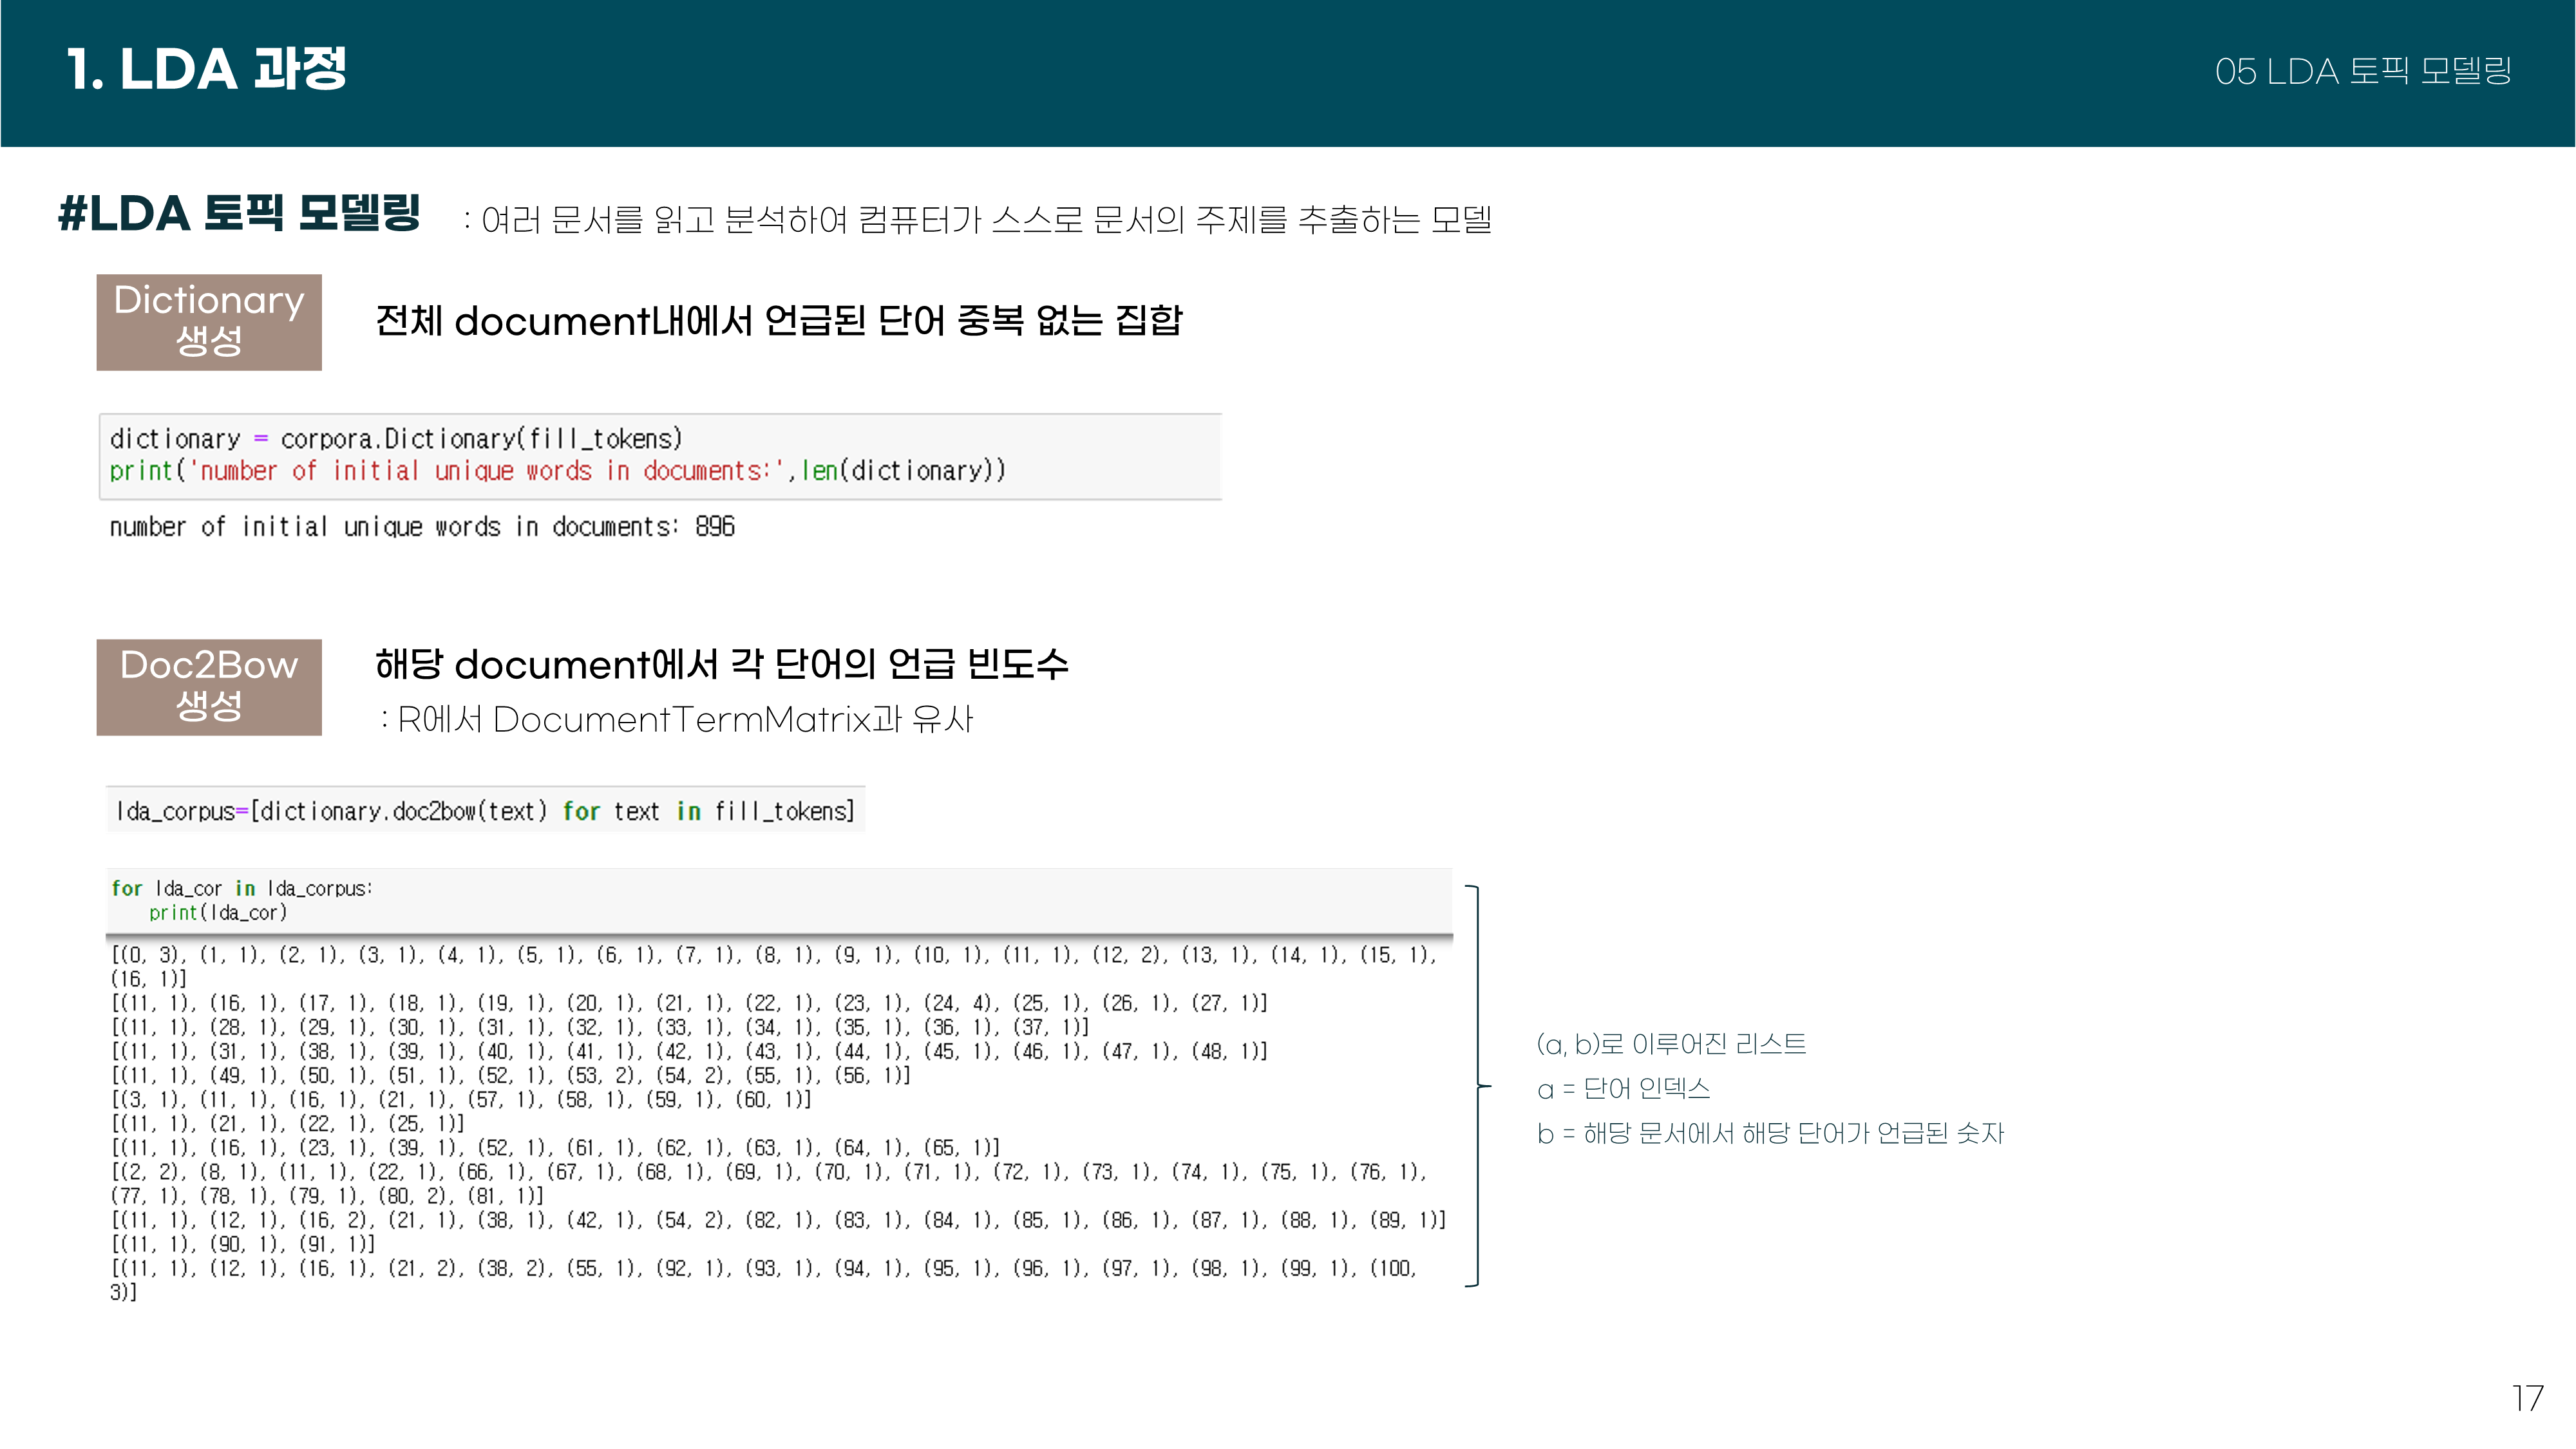 1. LDA 과정
05 LDA 토픽 모델링
#LDA 토픽 모델링 : 여러 문서를 읽고 분석하여 컴퓨터가 스스로 문서의 주제를 추출하는 모델
Dictionary
생성
전체 document내에서 언급된 단어 중복 없는 집합
dictionary = corpora.Dictionary(fill_tokens)
print('number of initial unique words in documents:',len(dictionary))
number of initial unique words in documents: 896
Doc2Bow
생성
해당 document에서 각 단어의 언급 빈도수
: R에서 DocumentTermMatrix과 유사
lda_corpus=[dictionary.doc2bow(text) for text in fill_tokens]
for lda_cor in lda_corpus:
    print(lda_cor)
[(0, 3), (1, 1), (2, 1), (3, 1), (4, 1), (5, 1), (6, 1), (7, 1), (8, 1), (9, 1), (10, 1), (11, 1), (12, 2), (13, 1), (14, 1), (15, 1),
(16, 1)]
[(11, 1), (16, 1), (17, 1), (18, 1), (19, 1), (20, 1), (21, 1), (22, 1), (23, 1), (24, 4), (25, 1), (26, 1), (27, 1)]
[(11, 1), (28, 1), (29, 1), (30, 1), (31, 1), (32, 1), (33, 1), (34, 1), (35, 1), (36, 1), (37, 1)]
[(11, 1), (31, 1), (38, 1), (39, 1), (40, 1), (41, 1), (42, 1), (43, 1), (44, 1), (45, 1), (46, 1), (47, 1), (48, 1)]
[(11, 1), (49, 1), (50, 1), (51, 1), (52, 1), (53, 2), (54, 2), (55, 1), (56, 1)]
[(3, 1), (11, 1), (16, 1), (21, 1), (57, 1), (58, 1), (59, 1), (60, 1)]
[(11, 1), (21, 1), (22, 1), (25, 1)]
[(11, 1), (16, 1), (23, 1), (39, 1), (52, 1), (61, 1), (62, 1), (63, 1), (64, 1), (65, 1)]
[(2, 2), (8, 1), (11, 1), (22, 1), (66, 1), (67, 1), (68, 1), (69, 1), (70, 1), (71, 1), (72, 1), (73, 1), (74, 1), (75, 1), (76, 1),
(77, 1), (78, 1), (79, 1), (80, 2), (81, 1)]
[(11, 1), (12, 1), (16, 2), (21, 1), (38, 1), (42, 1), (54, 2), (82, 1), (83, 1), (84, 1), (85, 1), (86, 1), (87, 1), (88, 1), (89, 1)]
[(11, 1), (90, 1), (91, 1)]
[(11, 1), (12, 1), (16, 1), (21, 2), (38, 2), (55, 1), (92, 1), (93, 1), (94, 1), (95, 1), (96, 1), (97, 1), (98, 1), (99, 1), (100,
3)]
(a, b)로 이루어진 리스트
a = 단어 인덱스
b = 해당 문서에서 해당 단어가 언급된 숫자
17